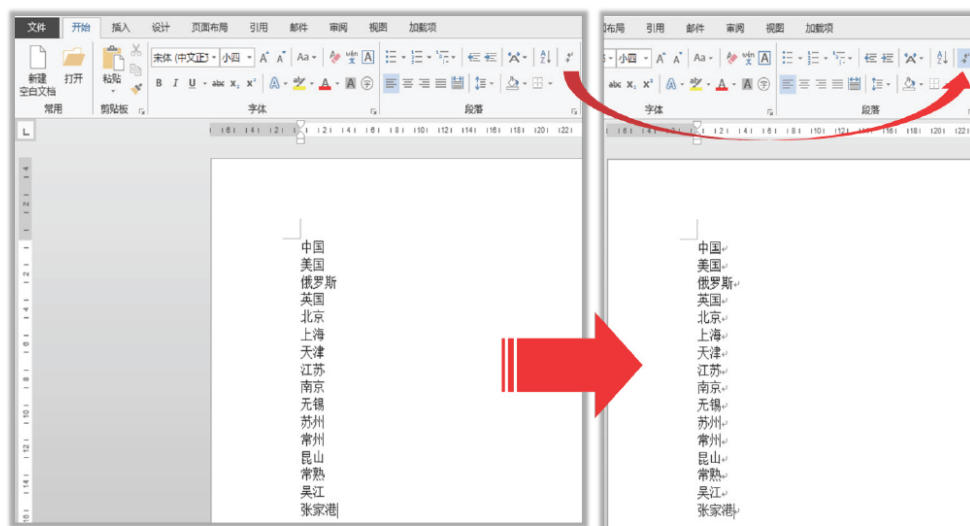 文件 开始 插入 设计 页面布局 引用 邮件 审阅 视图 加载项
新建空白文档 打开 粘贴 宋体 (中文正 小四 A A Aa wén 文 A
B I U abc X₂ X² A A A 字
常用 剪贴板 字体 段落
L
中国
美国
俄罗斯
英国
北京
上海
天津
江苏
南京
无锡
苏州
常州
昆山
常熟
吴江
张家港
布局 引用 邮件 审阅 视图 加载项
小四 A A Aa wén 文 A
abc X₂ X² A A A 字
字体 段落
中国
美国
俄罗斯
英国
北京
上海
天津
江苏
南京
无锡
苏州
常州
昆山
常熟
吴江
张家港